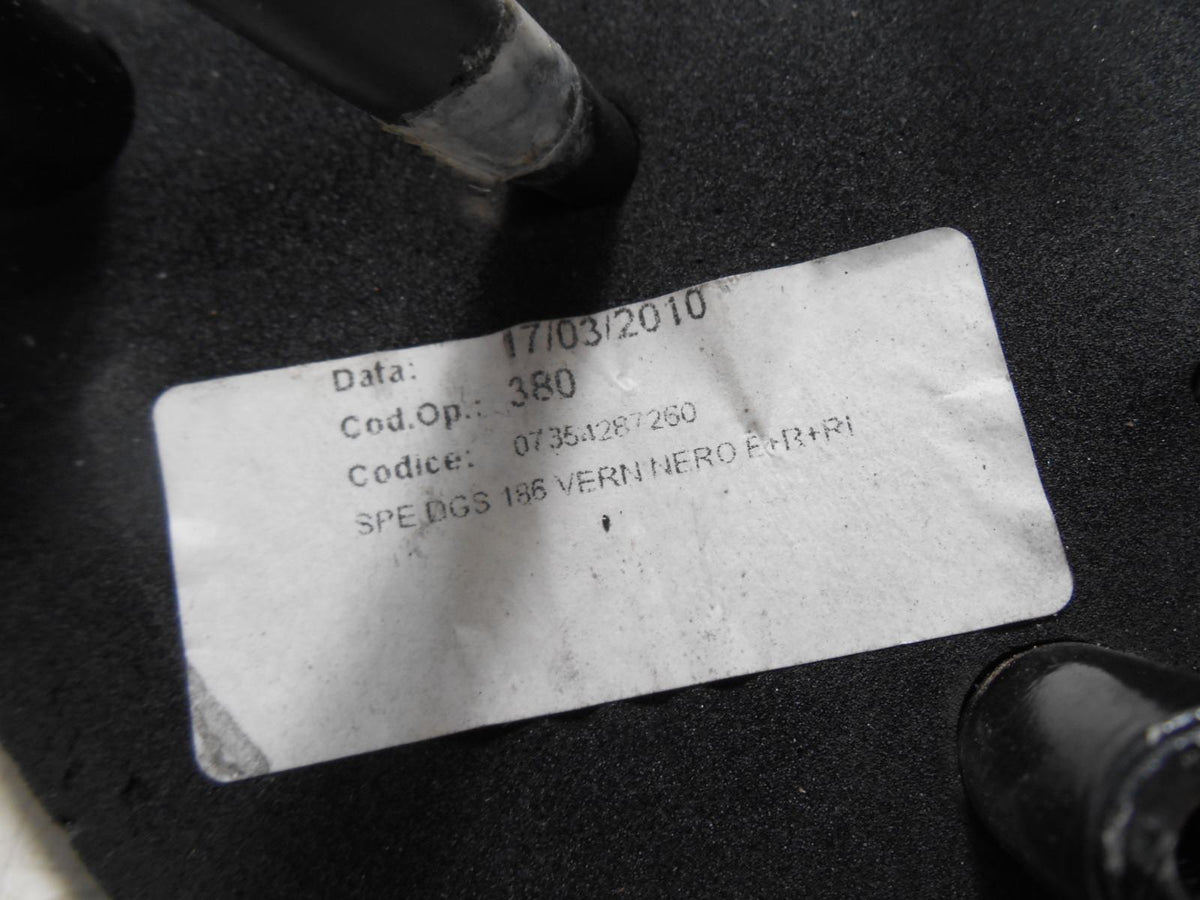 Data: 17/03/2010
Cod.Op.: 380
Codice: 07354287260
SPE DGS 186 VERN NERO E+R+RI